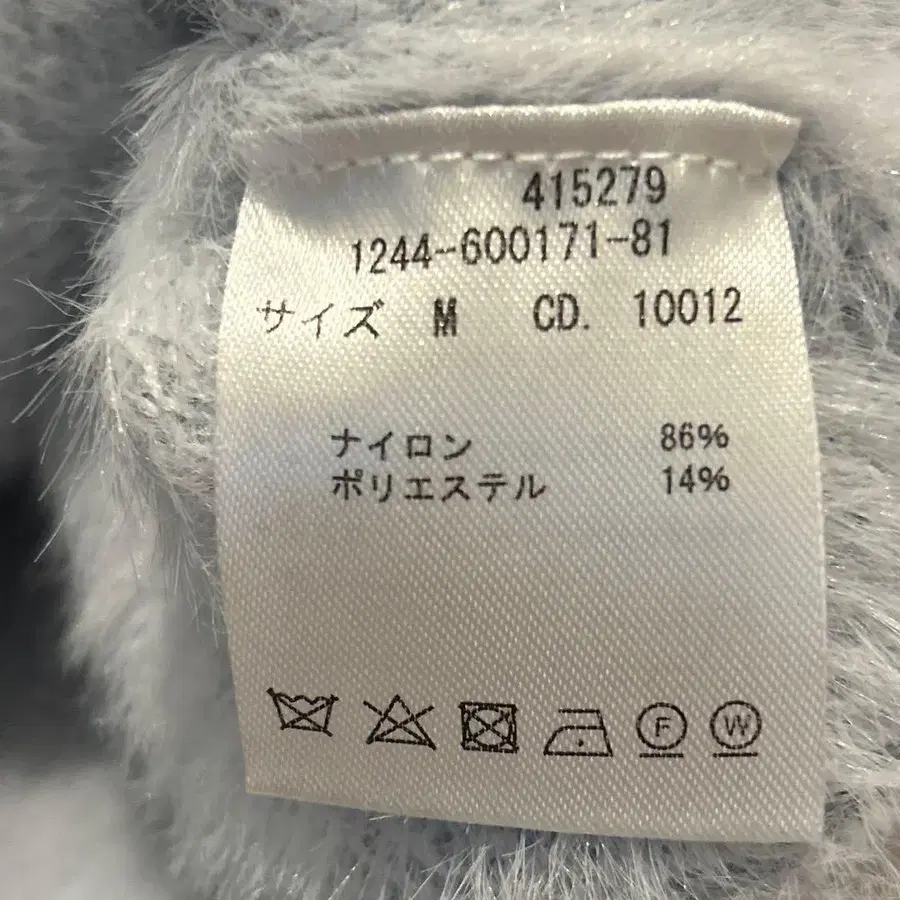 415279
1244-600171-81
サイズ M CD. 10012
ナイロン 86%
ポリエステル 14%
F W